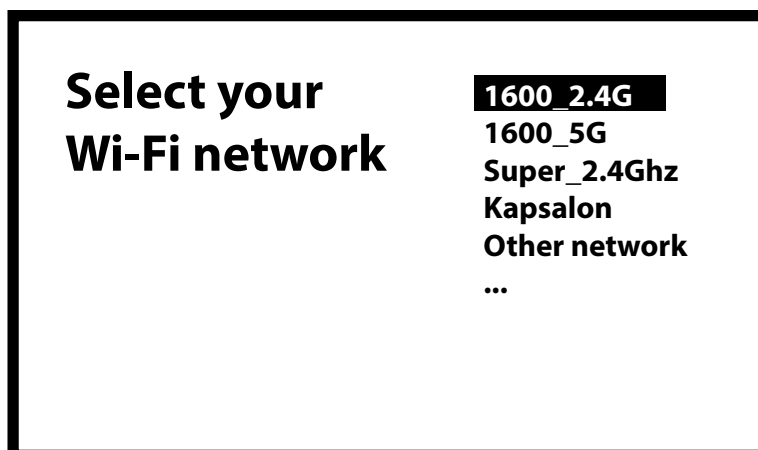 Select your
Wi-Fi network
1600_2.4G
1600_5G
Super_2.4Ghz
Kapsalon
Other network
...